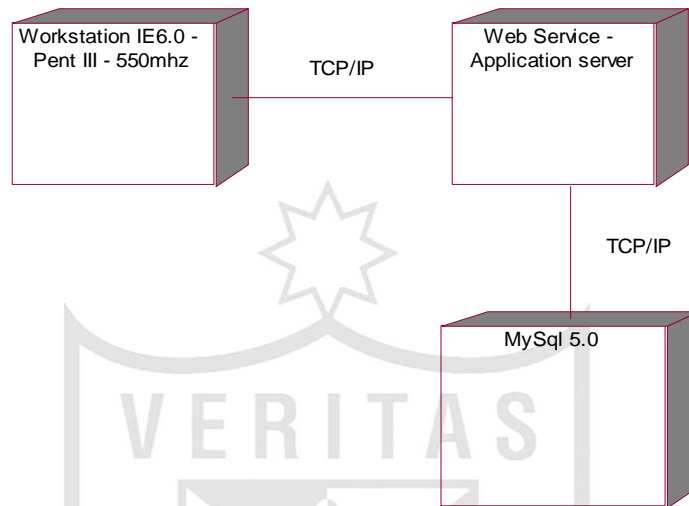 Workstation IE6.0 -
Pent III - 550mhz
TCP/IP
Web Service -
Application server
TCP/IP
MySql 5.0
VERITAS